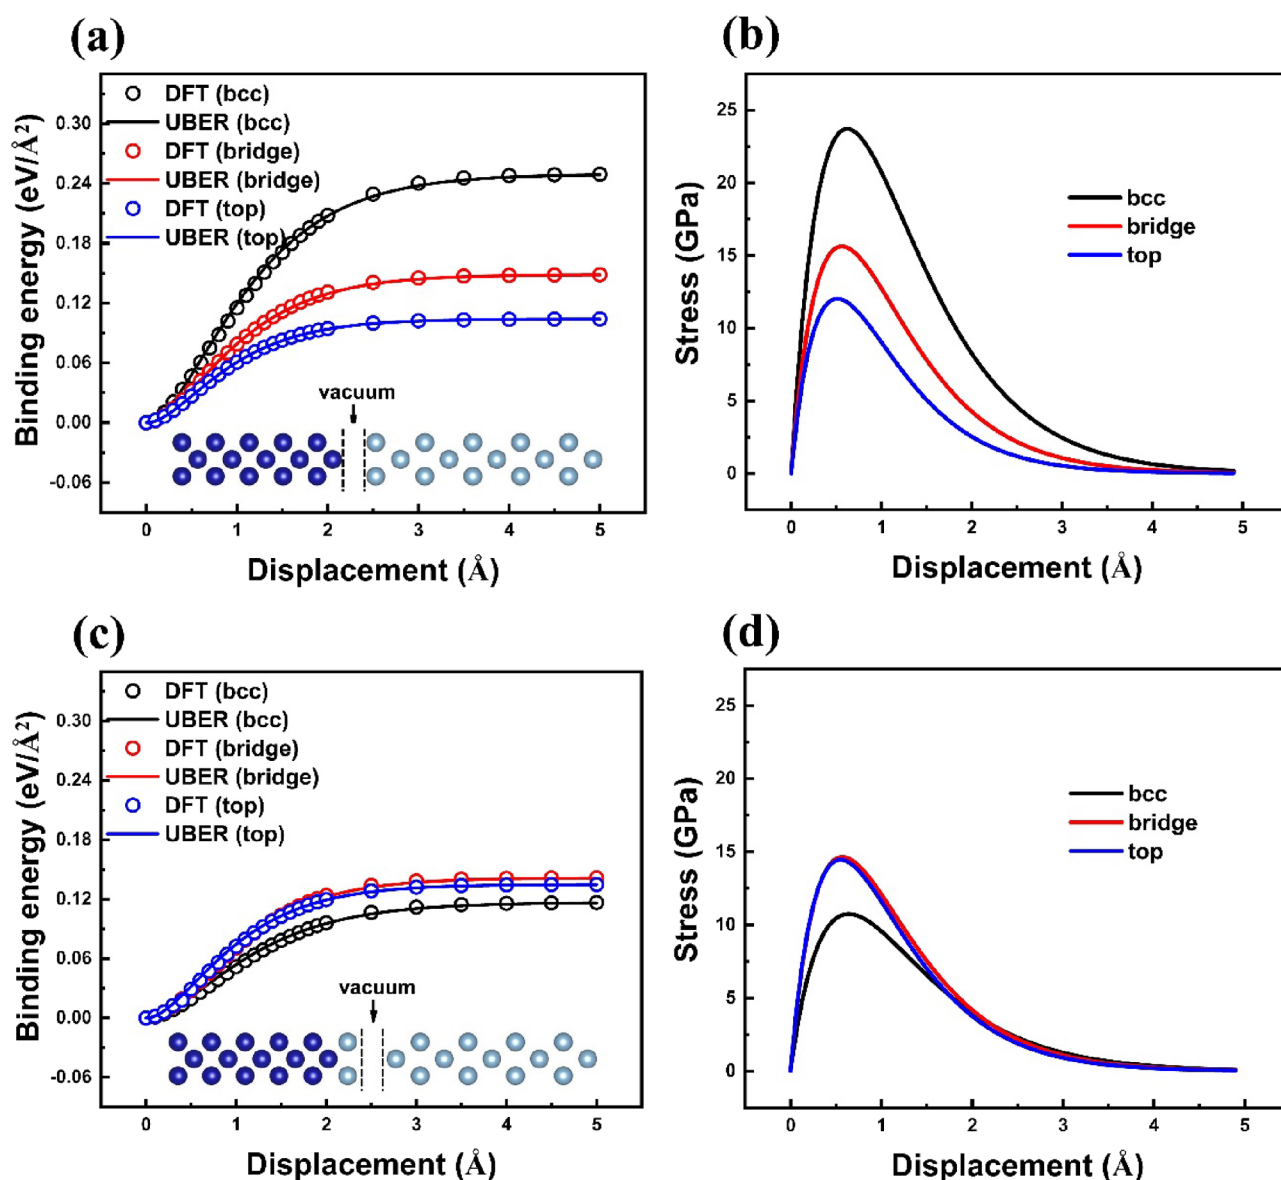 (a)
Binding energy (eV/Å²)
0.30
0.24
0.18
0.12
0.06
0.00
-0.06
DFT (bcc)
UBER (bcc)
DFT (bridge)
UBER (bridge)
DFT (top)
UBER (top)
vacuum
0 1 2 3 4 5
Displacement (Å)
(b)
Stress (GPa)
25
20
15
10
5
0
bcc
bridge
top
0 1 2 3 4 5
Displacement (Å)
(c)
Binding energy (eV/Å²)
0.30
0.24
0.18
0.12
0.06
0.00
-0.06
DFT (bcc)
UBER (bcc)
DFT (bridge)
UBER (bridge)
DFT (top)
UBER (top)
vacuum
0 1 2 3 4 5
Displacement (Å)
(d)
Stress (GPa)
25
20
15
10
5
0
bcc
bridge
top
0 1 2 3 4 5
Displacement (Å)